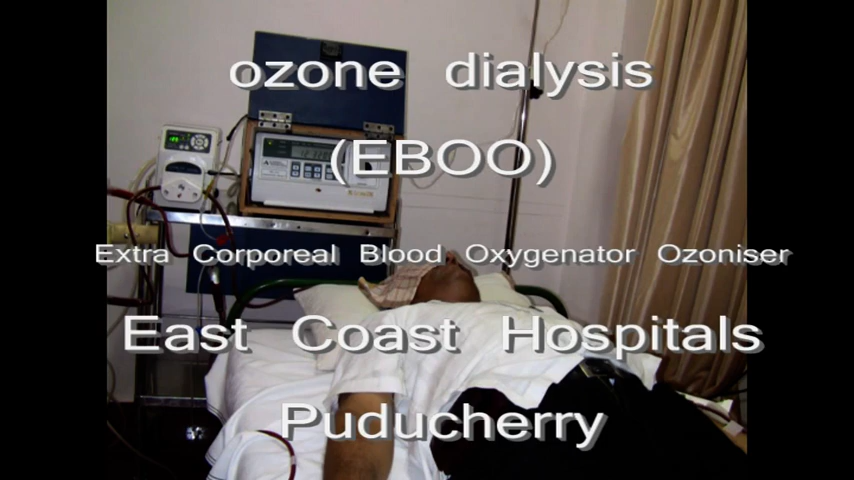 ozone dialysis
(EBOO)
Extra Corporeal Blood Oxygenator Ozoniser
East Coast Hospitals
Puducherry